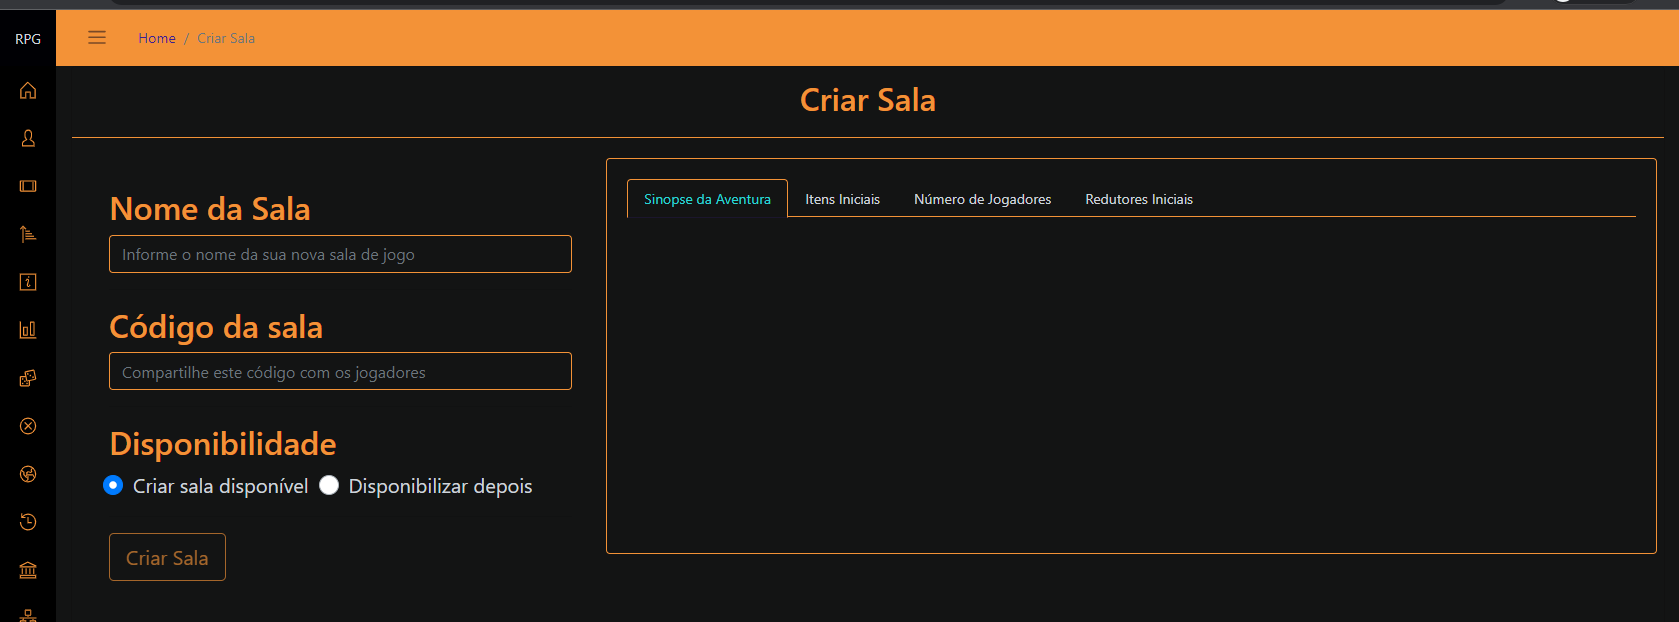 RPG
Home / Criar Sala
Criar Sala
Nome da Sala
Informe o nome da sua nova sala de jogo
Código da sala
Compartilhe este código com os jogadores
Disponibilidade
Criar sala disponível Disponibilizar depois
Criar Sala
Sinopse da Aventura Itens Iniciais Número de Jogadores Redutores Iniciais